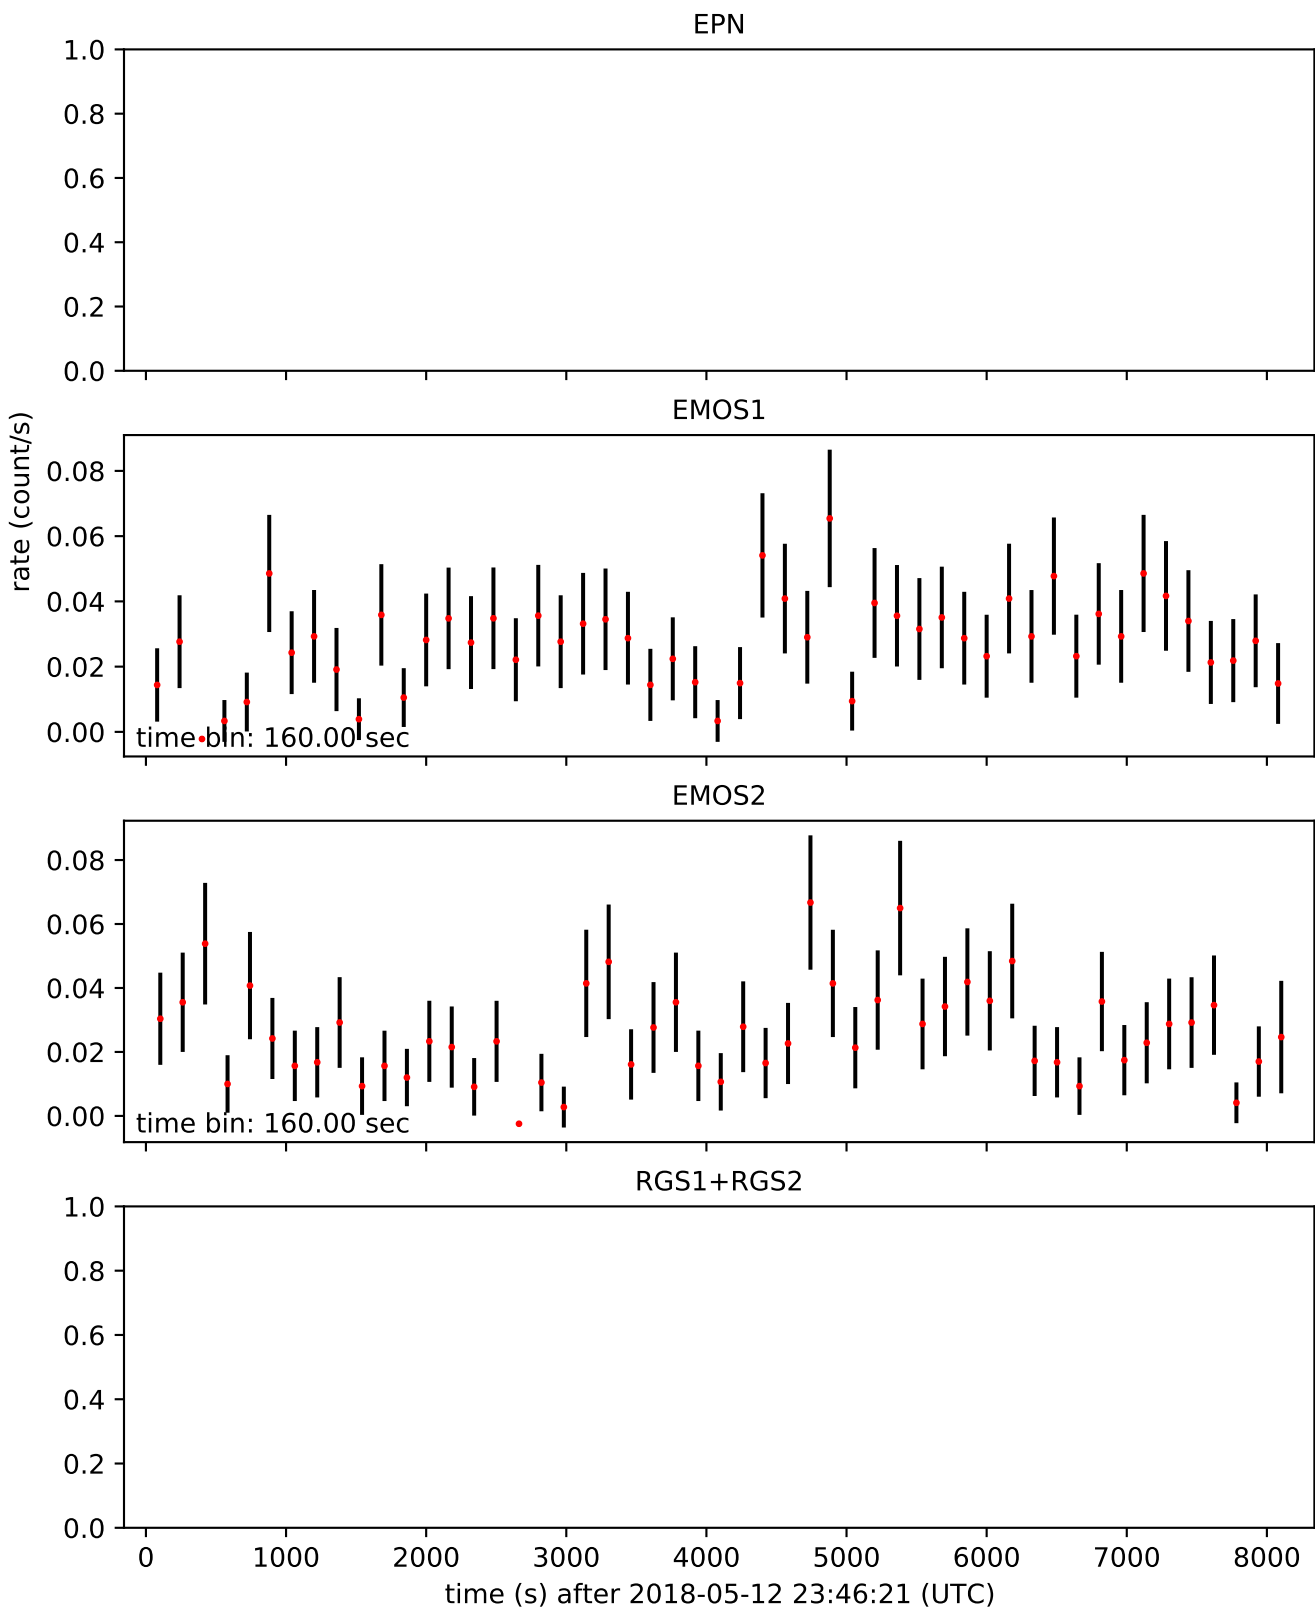 EPN
1.0
0.8
0.6
0.4
0.2
0.0
rate (count/s)
EMOS1
0.08
0.06
0.04
0.02
0.00
time bin: 160.00 sec
EMOS2
0.08
0.06
0.04
0.02
0.00
time bin: 160.00 sec
RGS1+RGS2
1.0
0.8
0.6
0.4
0.2
0.0
0 1000 2000 3000 4000 5000 6000 7000 8000
time (s) after 2018-05-12 23:46:21 (UTC)